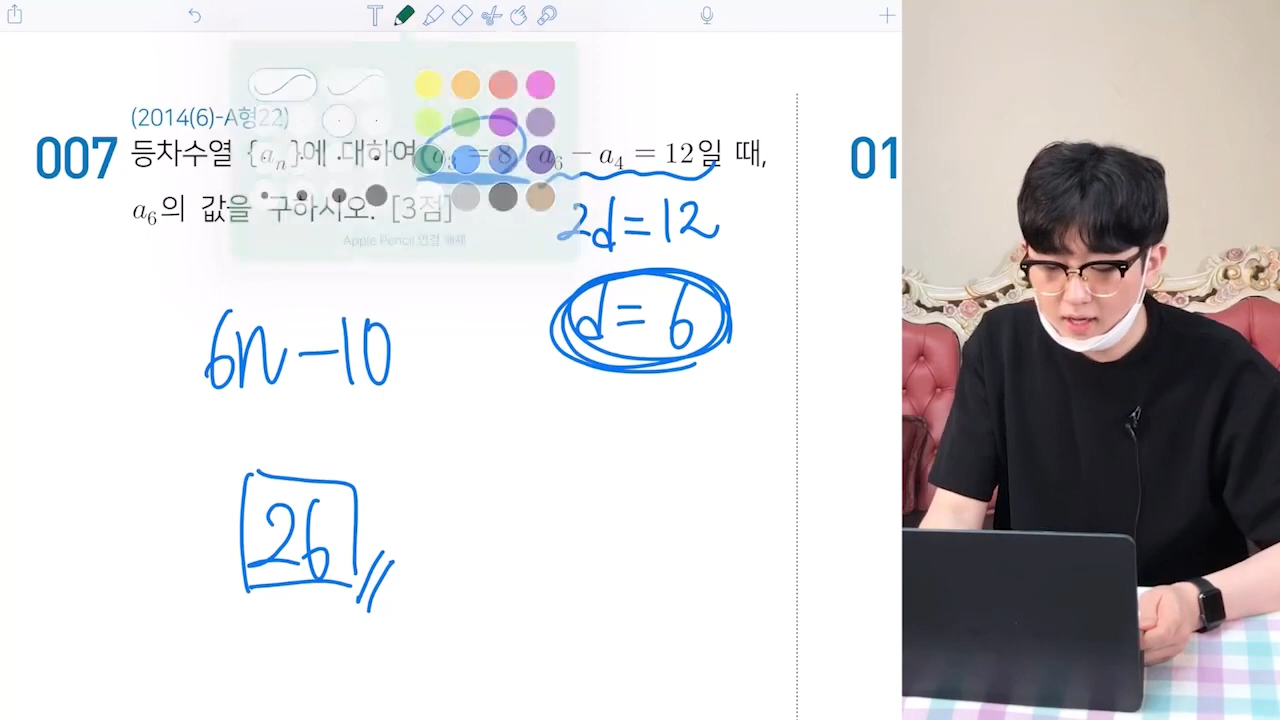 (2014(6)-A형22)
007 등차수열 {aₙ}에 대하여 a₃ = 8, a₆ − a₄ = 12일 때,
a₆의 값을 구하시오. [3점]
Apple Pencil 연결 해제
2d = 12
d = 6
6n − 10
26
01